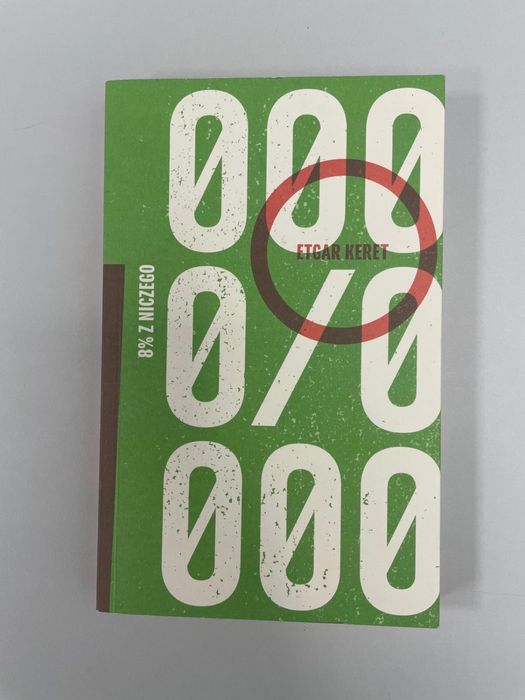 000
ETGAR KERET
0/0
000
8% Z NICZEGO